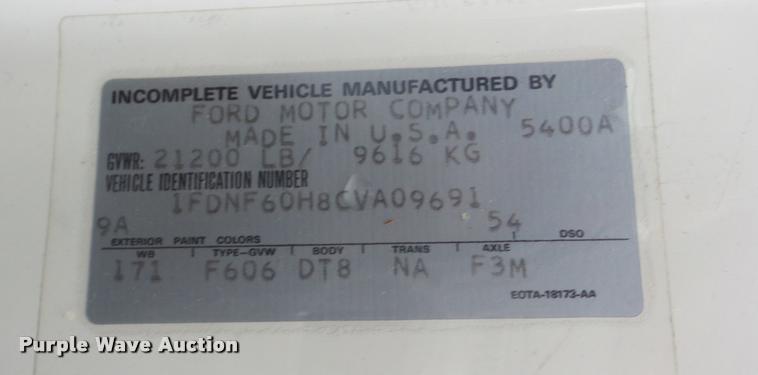 INCOMPLETE VEHICLE MANUFACTURED BY
FORD MOTOR COMPANY
MADE IN U.S.A. 5400A
GVWR: 21200 LB/ 9616 KG
VEHICLE IDENTIFICATION NUMBER
1FDNF60H8CVA09691
9A 54
EXTERIOR PAINT COLORS DSO
WB TYPE-GVW BODY TRANS AXLE
171 F606 DT8 NA F3M
EOTA-18173-AA
Purple Wave Auction